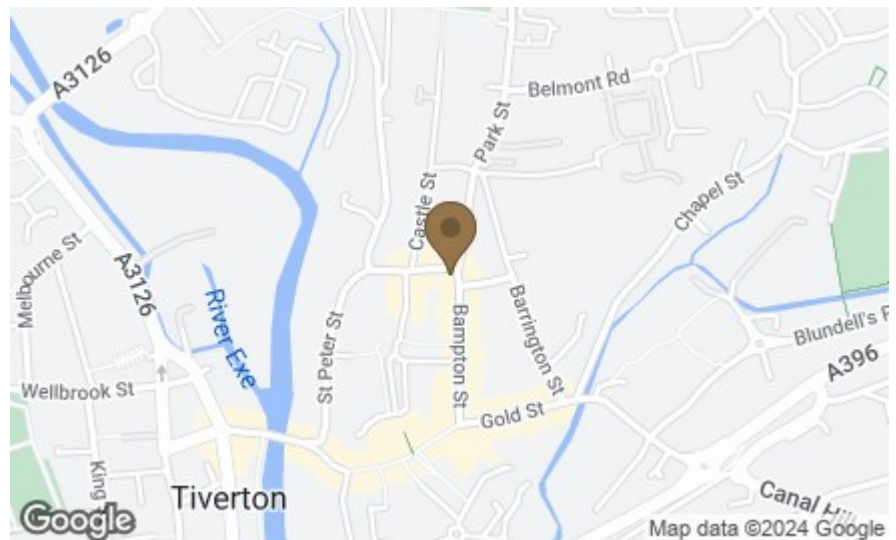 A3126
Belmont Rd
Park St
Castle St
Chapel St
Melbourne St
A3126
River Exe
St Peter St
Bampton St
Barrington St
Blundell's R
A396
Wellbrook St
Gold St
King
Tiverton
Canal Hill
Google
Map data ©2024 Google